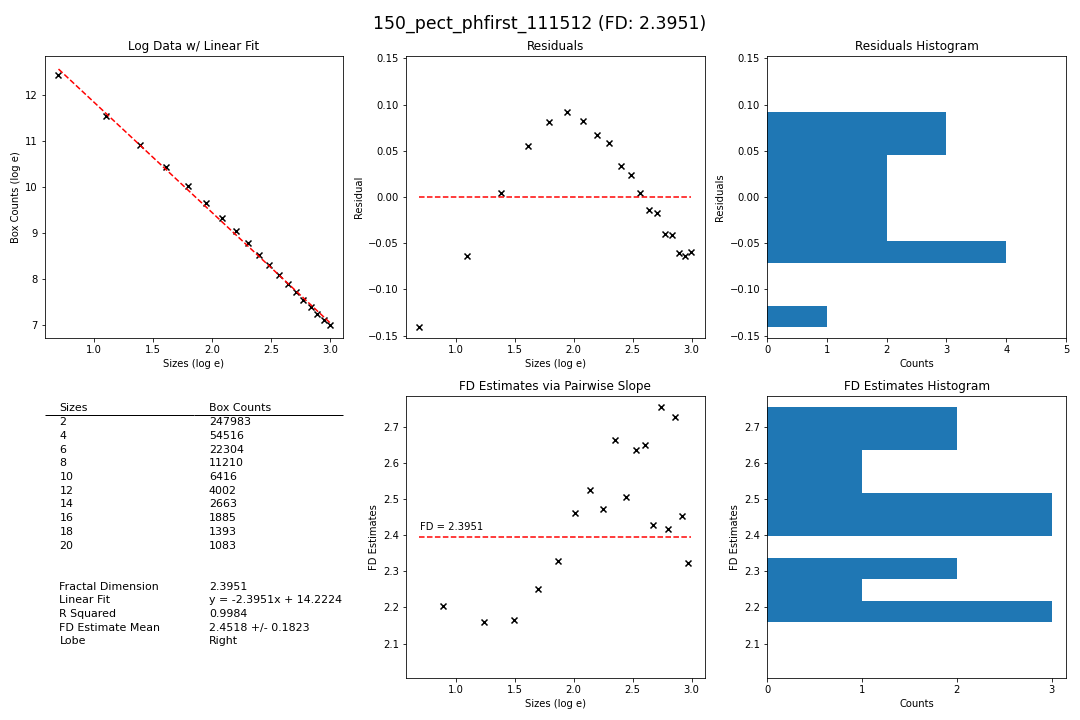 150_pect_phfirst_111512 (FD: 2.3951)
Log Data w/ Linear Fit
Box Counts (log e)
12
11
10
9
8
7
1.0 1.5 2.0 2.5 3.0
Sizes (log e)
Residuals
Residual
0.15
0.10
0.05
0.00
−0.05
−0.10
−0.15
1.0 1.5 2.0 2.5 3.0
Sizes (log e)
Residuals Histogram
Residuals
0.15
0.10
0.05
0.00
−0.05
−0.10
−0.15
0 1 2 3 4 5
Counts
Sizes Box Counts
2 247983
4 54516
6 22304
8 11210
10 6416
12 4002
14 2663
16 1885
18 1393
20 1083
Fractal Dimension 2.3951
Linear Fit y = -2.3951x + 14.2224
R Squared 0.9984
FD Estimate Mean 2.4518 +/- 0.1823
Lobe Right
FD Estimates via Pairwise Slope
FD Estimates
2.7
2.6
2.5
2.4
2.3
2.2
2.1
FD = 2.3951
1.0 1.5 2.0 2.5 3.0
Sizes (log e)
FD Estimates Histogram
FD Estimates
2.7
2.6
2.5
2.4
2.3
2.2
2.1
0 1 2 3
Counts